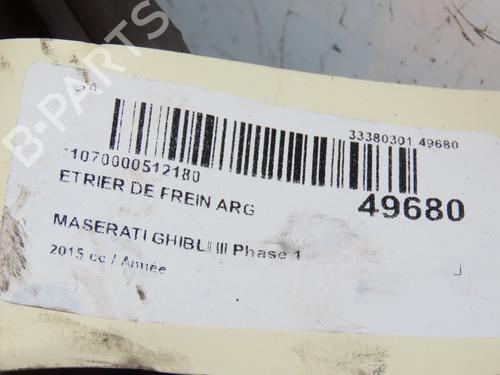 33380301 49680
1070000512180
ETRIER DE FREIN ARG
49680
MASERATI GHIBLI III Phase 1
2015 cc / Année
B-PARTS